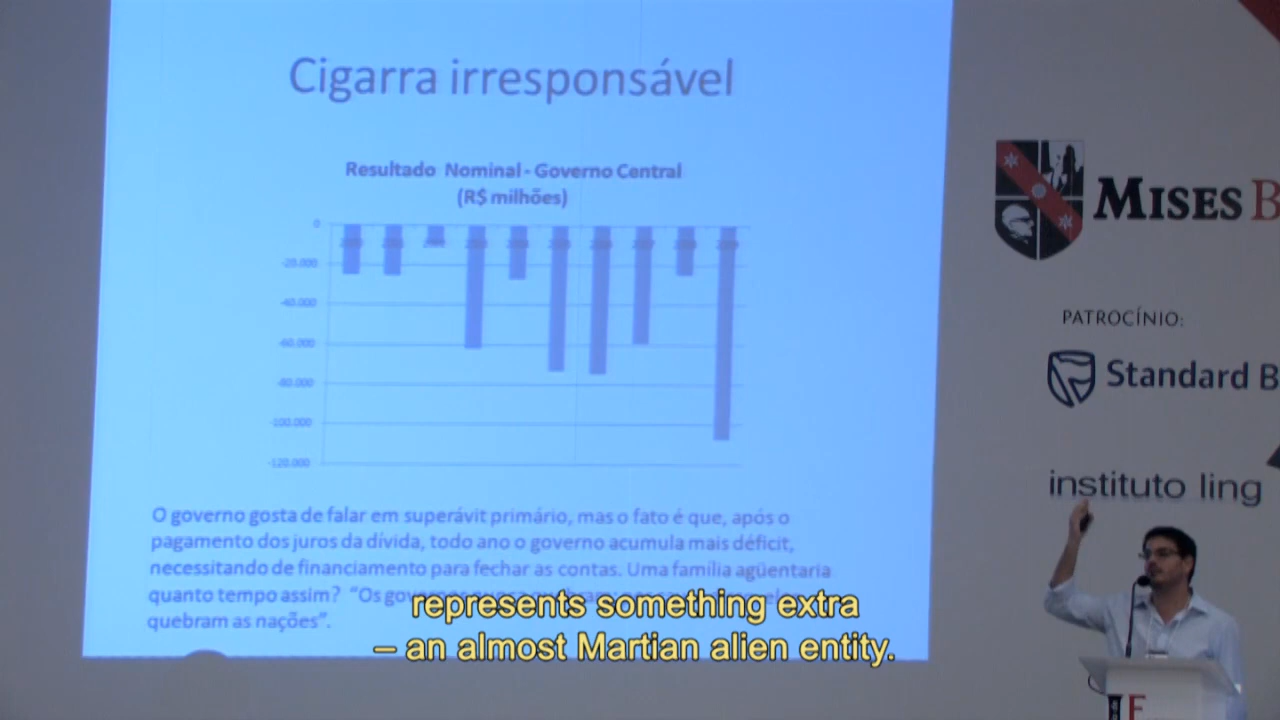 Cigarra irresponsável
Resultado Nominal - Governo Central
(R$ milhões)
0
-20.000
-40.000
-60.000
-80.000
-100.000
-120.000
O governo gosta de falar em superávit primário, mas o fato é que, após o
pagamento dos juros da dívida, todo ano o governo acumula mais déficit,
necessitando de financiamento para fechar as contas. Uma família agüentaria
quanto tempo assim? "Os
quebram as nações".
represents something extra
– an almost Martian alien entity.
MISES B
PATROCÍNIO:
Standard B
instituto ling